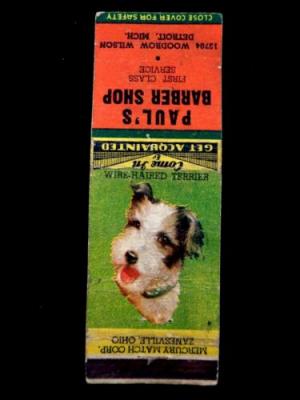 CLOSE COVER FOR SAFETY
PAUL'S
BARBER SHOP
FIRST CLASS
SERVICE
•
13704 WOODROW WILSON
DETROIT, MICH.
Come In
&
GET ACQUAINTED
WIRE-HAIRED TERRIER
MERCURY MATCH CORP.
ZANESVILLE, OHIO